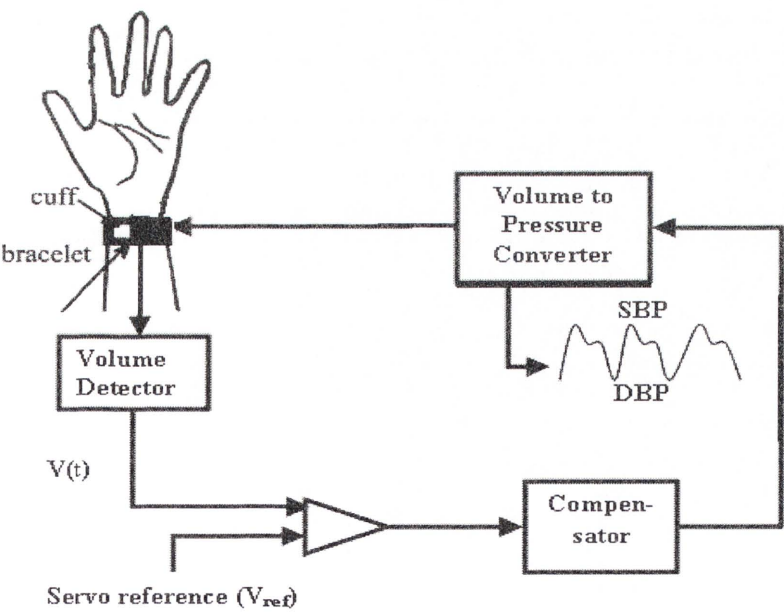 cuff
bracelet
Volume to
Pressure
Converter
SBP
DBP
Volume
Detector
V(t)
Compen-
sator
Servo reference (Vref)